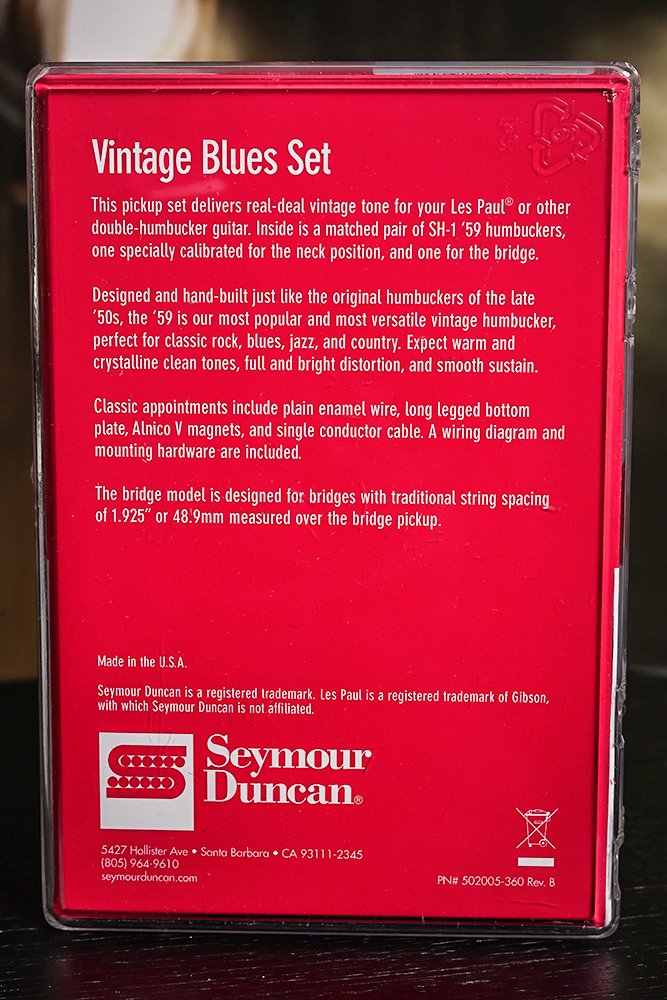 Vintage Blues Set
This pickup set delivers real-deal vintage tone for your Les Paul® or other
double-humbucker guitar. Inside is a matched pair of SH-1 ’59 humbuckers,
one specially calibrated for the neck position, and one for the bridge.
Designed and hand-built just like the original humbuckers of the late
’50s, the ’59 is our most popular and most versatile vintage humbucker,
perfect for classic rock, blues, jazz, and country. Expect warm and
crystalline clean tones, full and bright distortion, and smooth sustain.
Classic appointments include plain enamel wire, long legged bottom
plate, Alnico V magnets, and single conductor cable. A wiring diagram and
mounting hardware are included.
The bridge model is designed for bridges with traditional string spacing
of 1.925” or 48.9mm measured over the bridge pickup.
Made in the U.S.A.
Seymour Duncan is a registered trademark. Les Paul is a registered trademark of Gibson,
with which Seymour Duncan is not affiliated.
Seymour
Duncan®
5427 Hollister Ave • Santa Barbara • CA 93111-2345
(805) 964-9610
seymourduncan.com
PN# 502005-360 Rev. B